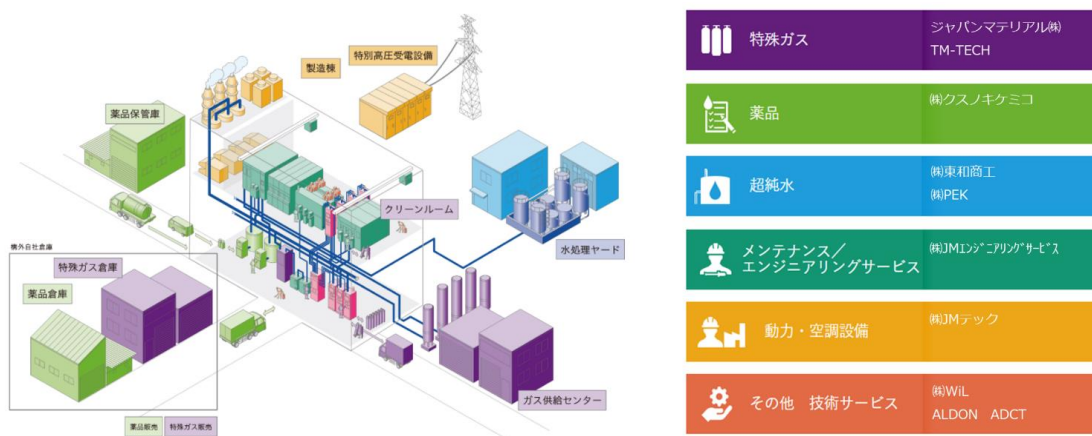 特別高圧受電設備
製造棟
薬品保管庫
クリーンルーム
水処理ヤード
構外自社倉庫
特殊ガス倉庫
薬品倉庫
ガス供給センター
薬品販売 特殊ガス販売
特殊ガス
ジャパンマテリアル㈱
TM-TECH
薬品
㈱クスノキケミコ
超純水
㈱東和商工
㈱PEK
メンテナンス／
エンジニアリングサービス
㈱JMｴﾝｼﾞﾆｱﾘﾝｸﾞｻｰﾋﾞｽ
動力・空調設備
㈱JMテック
その他 技術サービス
㈱WiL
ALDON ADCT